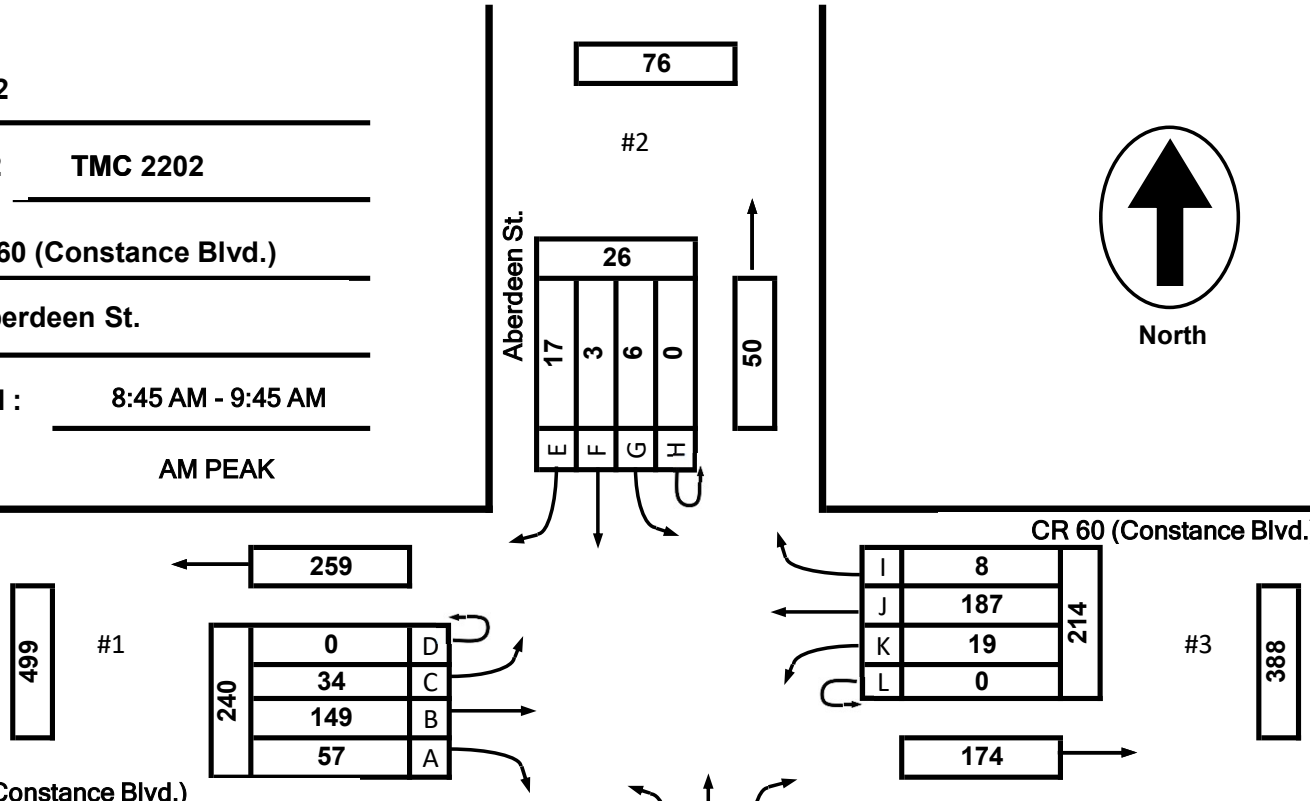 76
2
#2
TMC 2202
Aberdeen St.
60 (Constance Blvd.)
26
berdeen St.
North
17 3 6 0
50
8:45 AM - 9:45 AM
AM PEAK
E F G H
CR 60 (Constance Blvd.
259
I 8
J 187
K 19
L 0
214
#3
388
499
#1
240
0 D
34 C
149 B
57 A
174
Constance Blvd.)